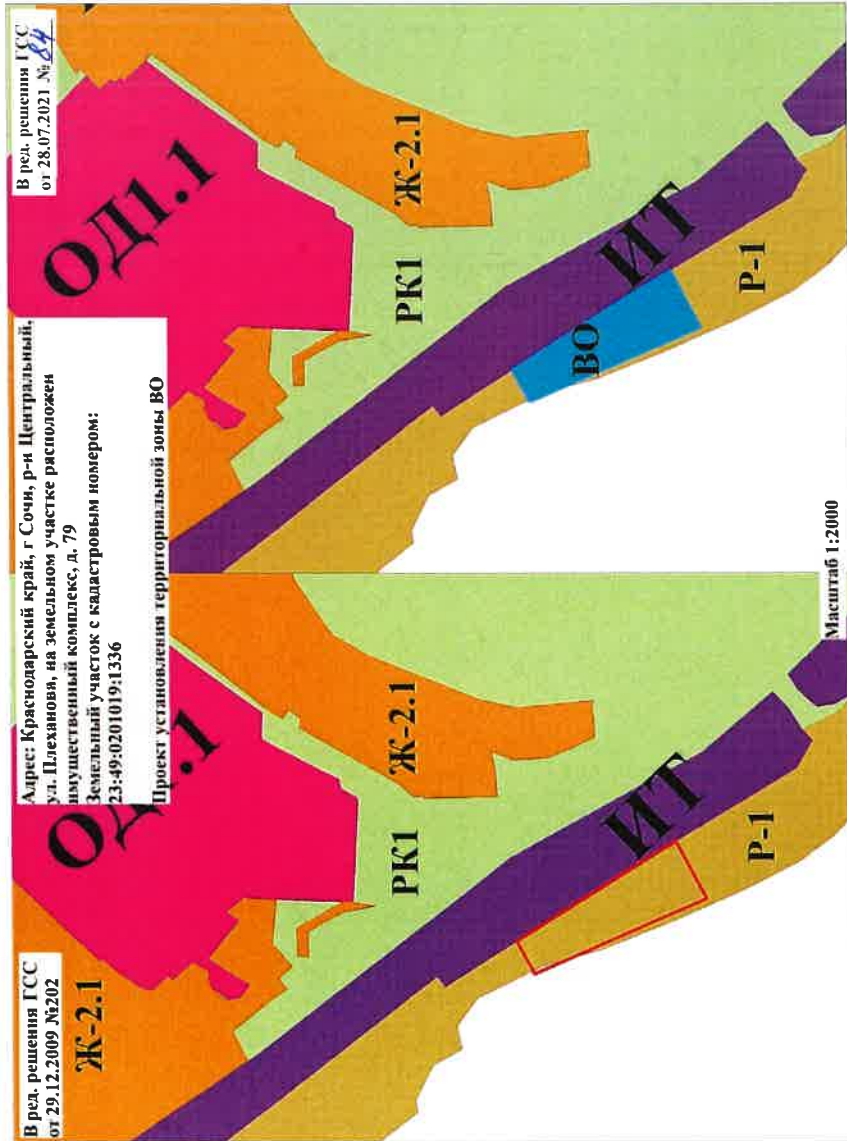 В ред. решения ГСС
от 29.12.2009 №202
Ж-2.1
ОД1.1
Ж-2.1
РК1
ИТ
Р-1
Адрес: Краснодарский край, г Сочи, р-н Центральный,
ул. Плеханова, на земельном участке расположен
имущественный комплекс, д. 79
Земельный участок с кадастровым номером:
23:49:0201019:1336
Проект установления территориальной зоны ВО
В ред. решения ГСС
от 28.07.2021 № 84
ОД1.1
Ж-2.1
РК1
ИТ
ВО
Р-1
Масштаб 1:2000